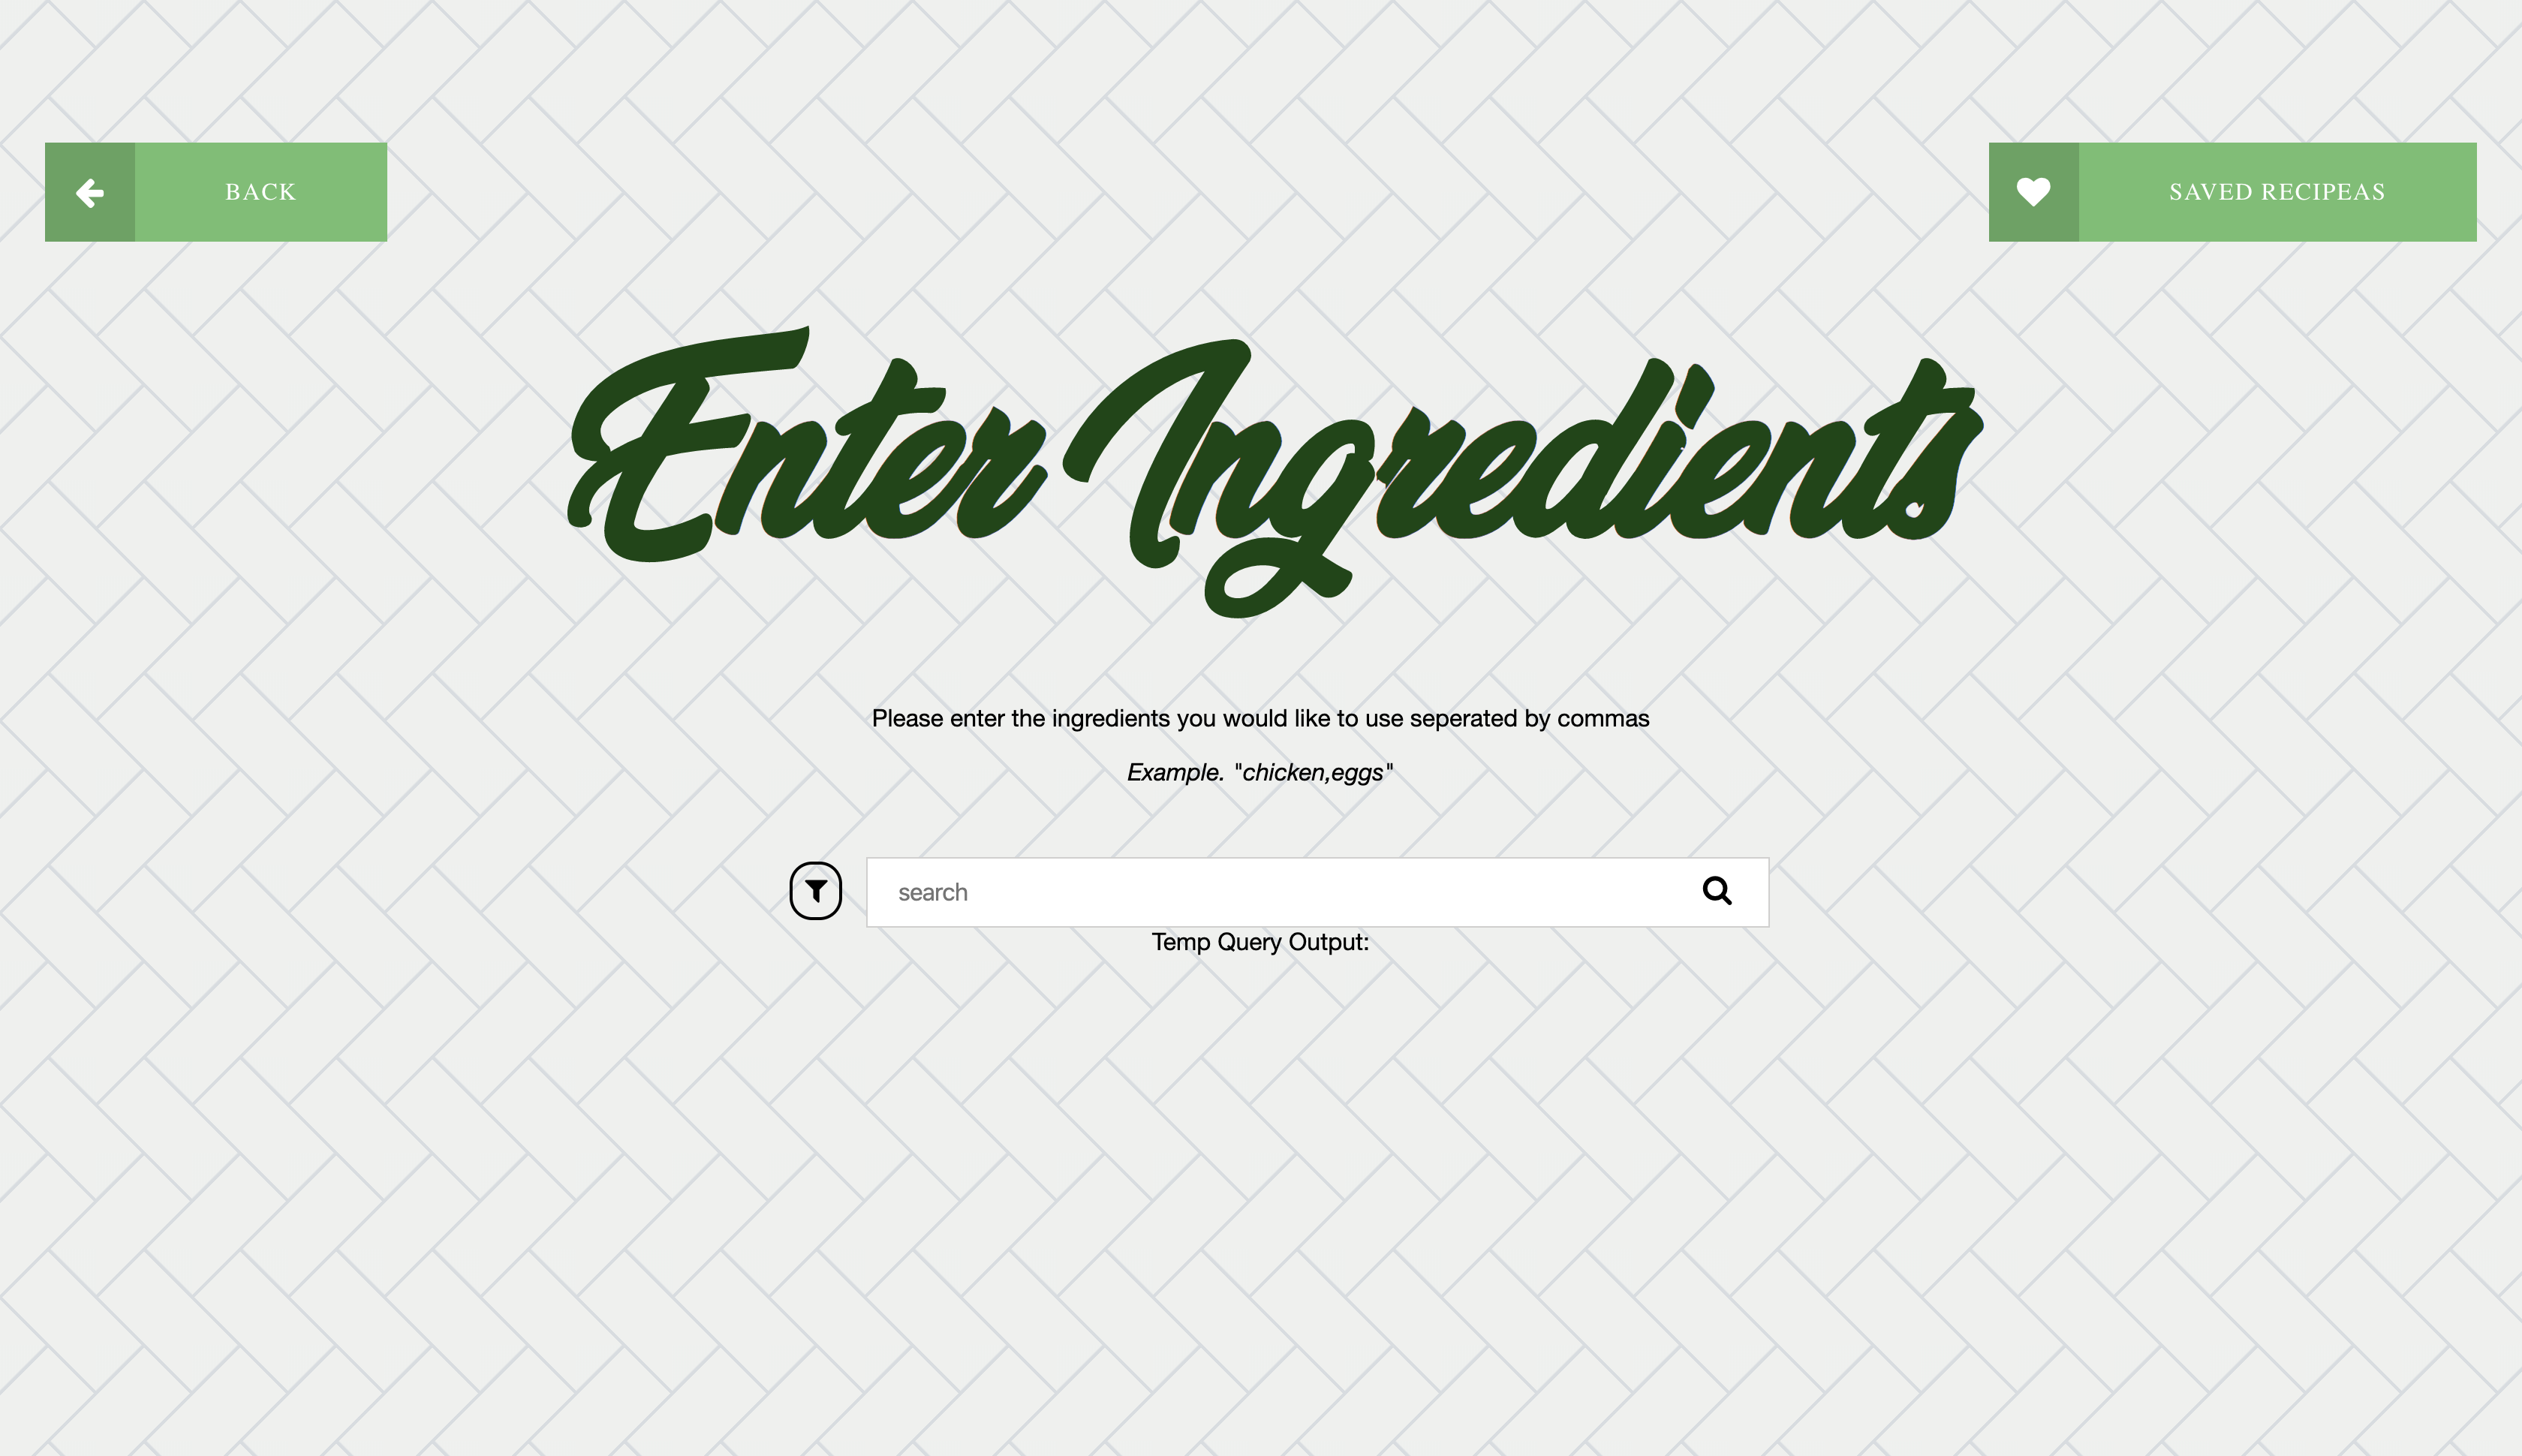 BACK
SAVED RECIPEAS
Enter Ingredients
Please enter the ingredients you would like to use seperated by commas
Example. "chicken,eggs"
search
Temp Query Output: